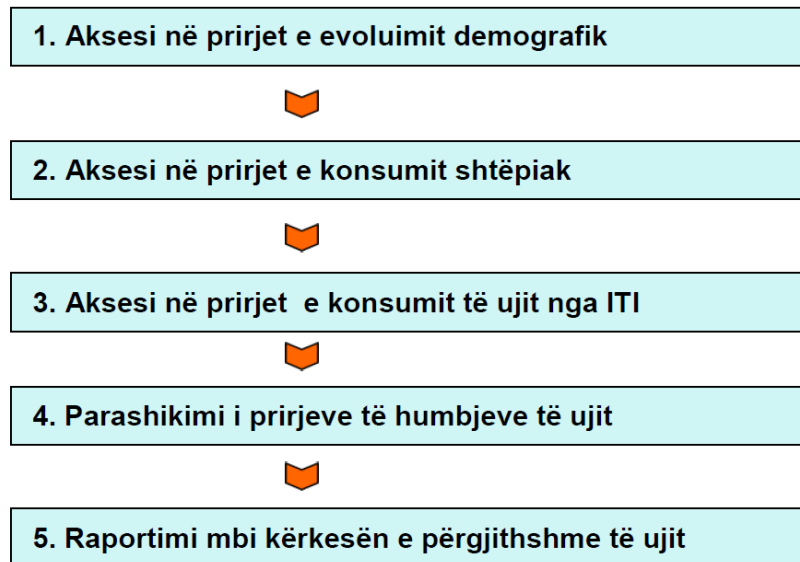 1. Aksesi në prirjet e evoluimit demografik
2. Aksesi në prirjet e konsumit shtëpiak
3. Aksesi në prirjet e konsumit të ujit nga ITI
4. Parashikimi i prirjeve të humbjeve të ujit
5. Raportimi mbi kërkesën e përgjithshme të ujit